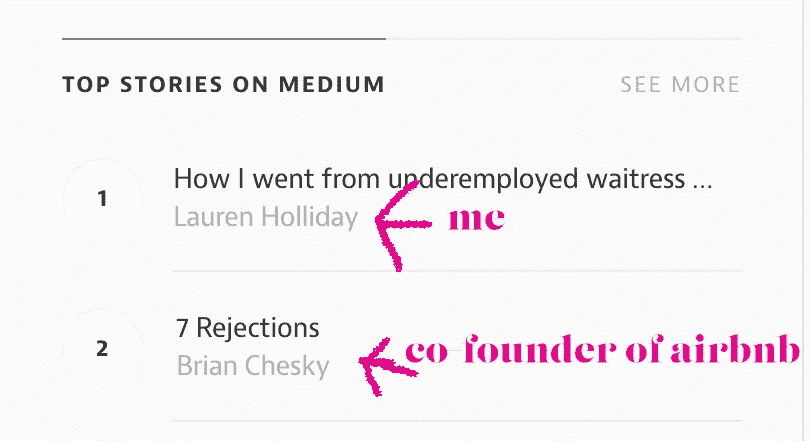 TOP STORIES ON MEDIUM SEE MORE
1 How I went from underemployed waitress ...
Lauren Holliday me
2 7 Rejections
Brian Chesky co-founder of airbnb